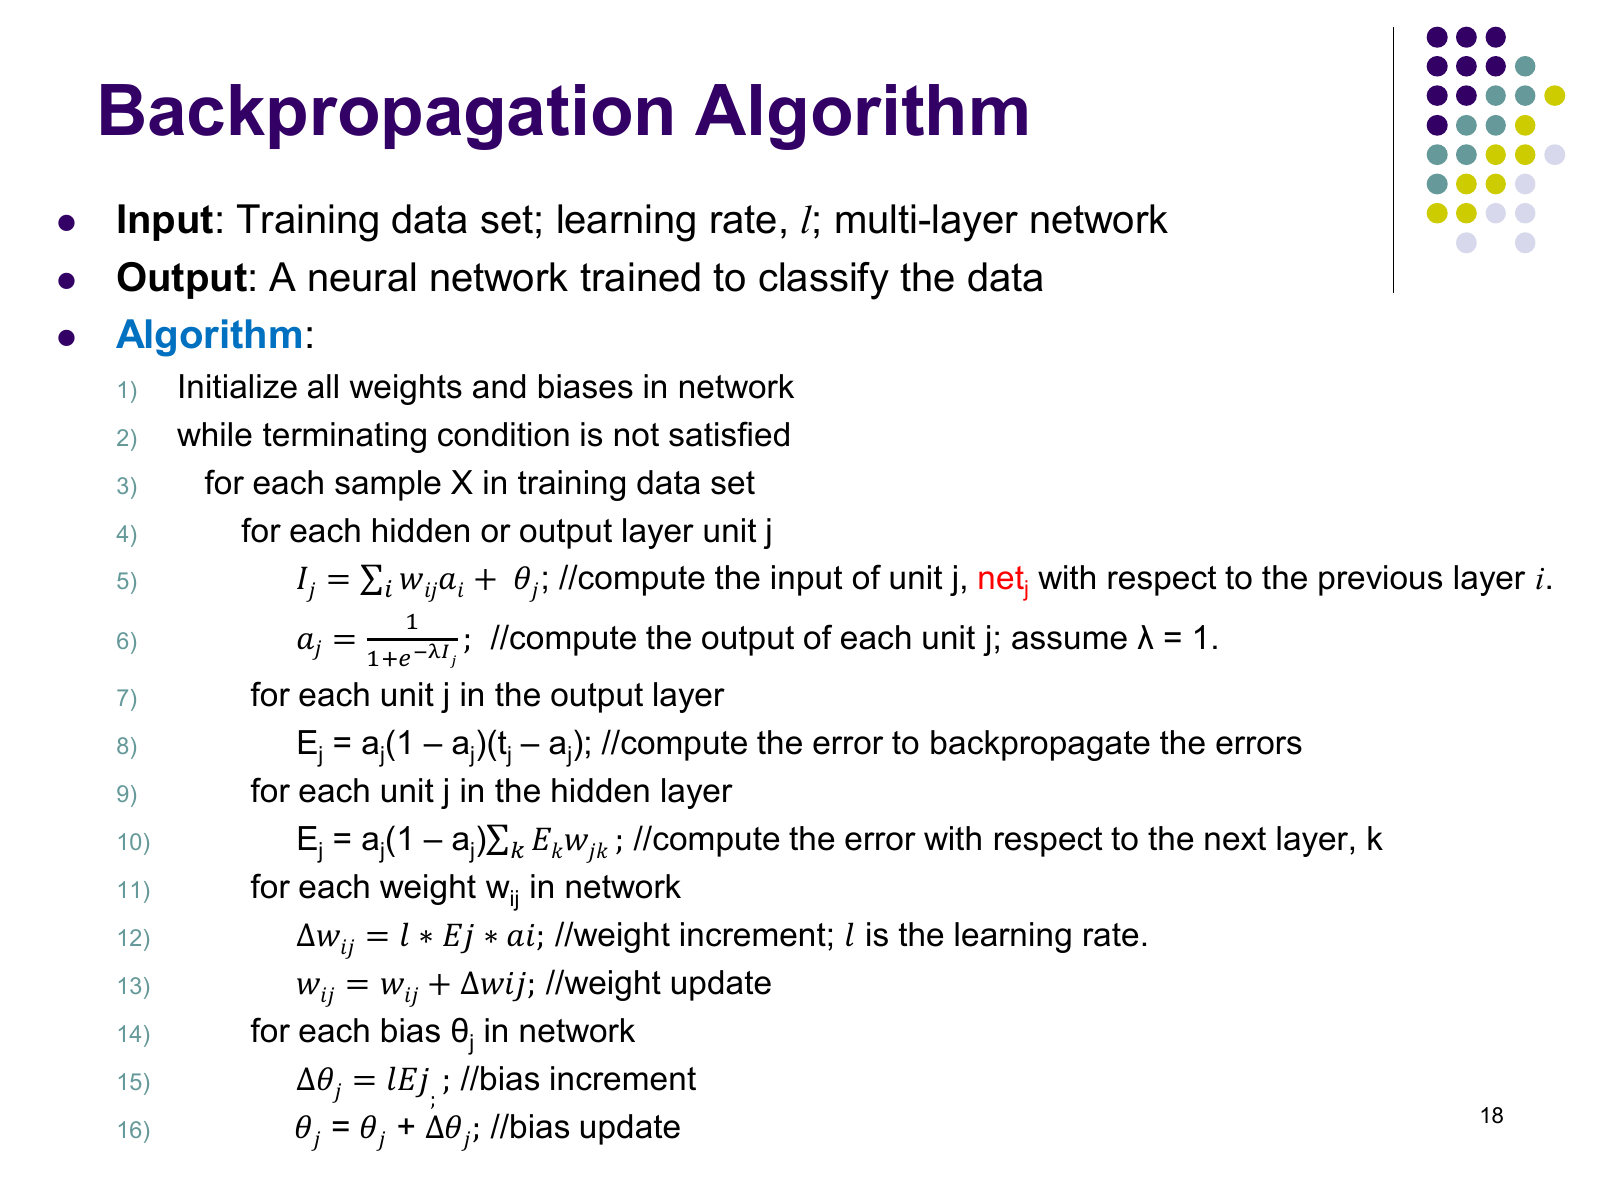 Backpropagation Algorithm
● Input: Training data set; learning rate, l; multi-layer network
● Output: A neural network trained to classify the data
● Algorithm:
1) Initialize all weights and biases in network
2) while terminating condition is not satisfied
3) for each sample X in training data set
4) for each hidden or output layer unit j
5) I_j = ∑_i w_ij a_i + θ_j; //compute the input of unit j, net_j with respect to the previous layer i.
6) a_j = 1/(1+e^(−λI_j)); //compute the output of each unit j; assume λ = 1.
7) for each unit j in the output layer
8) E_j = a_j(1 – a_j)(t_j – a_j); //compute the error to backpropagate the errors
9) for each unit j in the hidden layer
10) E_j = a_j(1 – a_j)∑_k E_k w_jk ; //compute the error with respect to the next layer, k
11) for each weight w_ij in network
12) Δw_ij = l ∗ Ej ∗ ai; //weight increment; l is the learning rate.
13) w_ij = w_ij + Δwij; //weight update
14) for each bias θ_j in network
15) Δθ_j = lEj ; ; //bias increment
16) θ_j = θ_j + Δθ_j; //bias update
18